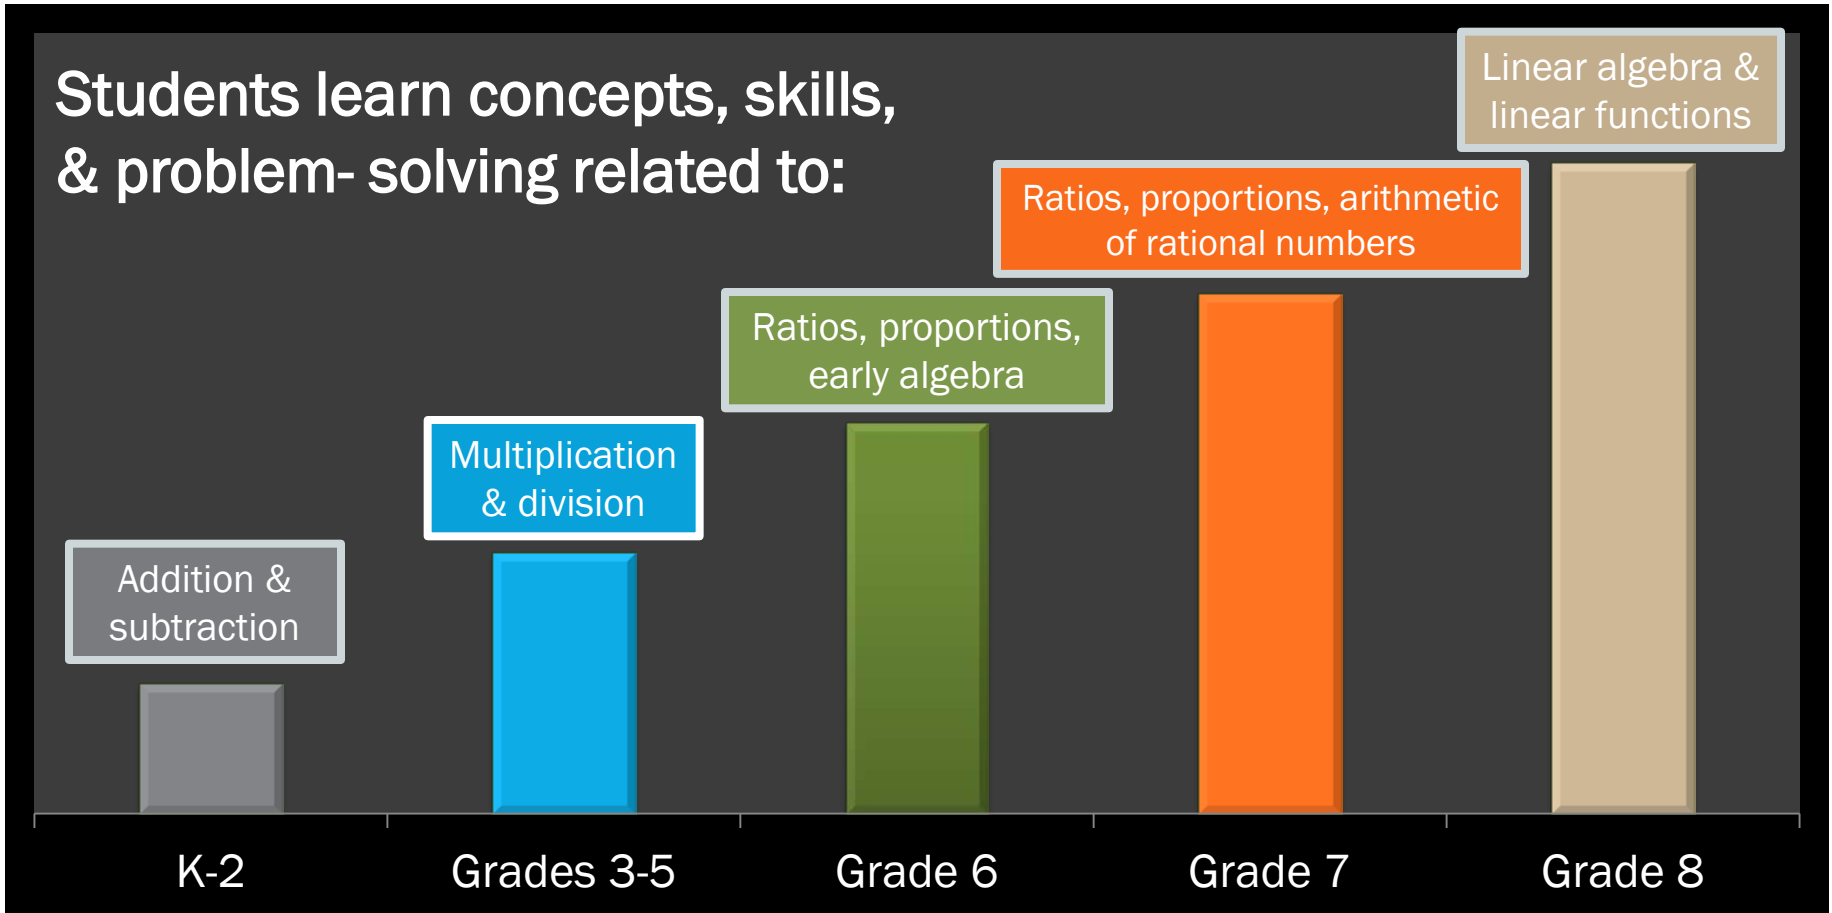 Students learn concepts, skills,
& problem- solving related to:
Linear algebra &
linear functions
Ratios, proportions, arithmetic
of rational numbers
Ratios, proportions,
early algebra
Multiplication
& division
Addition &
subtraction
K-2
Grades 3-5
Grade 6
Grade 7
Grade 8